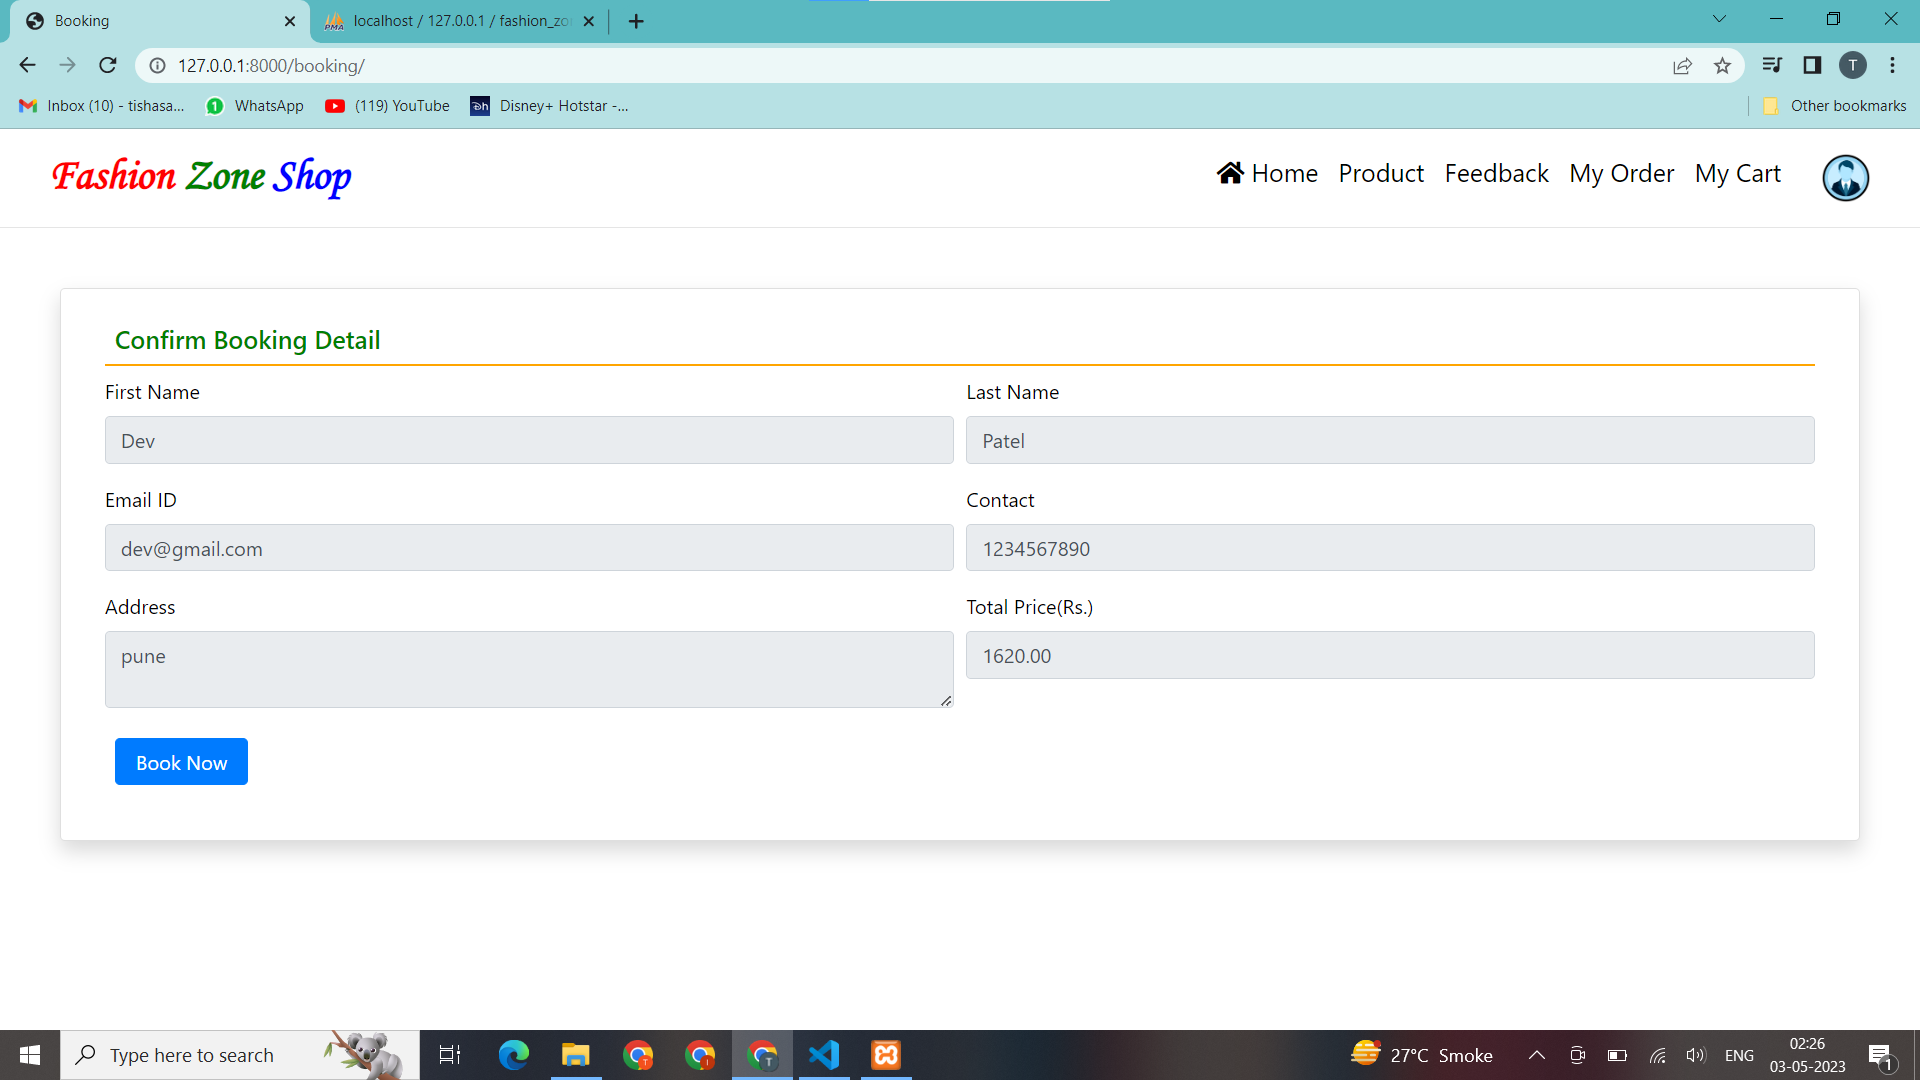 Booking
localhost / 127.0.0.1 / fashion_zo
127.0.0.1:8000/booking/
Inbox (10) - tishasa...
WhatsApp
(119) YouTube
Disney+ Hotstar -...
Other bookmarks
T
Fashion Zone Shop
Home
Product
Feedback
My Order
My Cart
Confirm Booking Detail
First Name
Last Name
Dev
Patel
Email ID
Contact
dev@gmail.com
1234567890
Address
Total Price(Rs.)
pune
1620.00
Book Now
Type here to search
27°C Smoke
ENG
02:26
03-05-2023
1